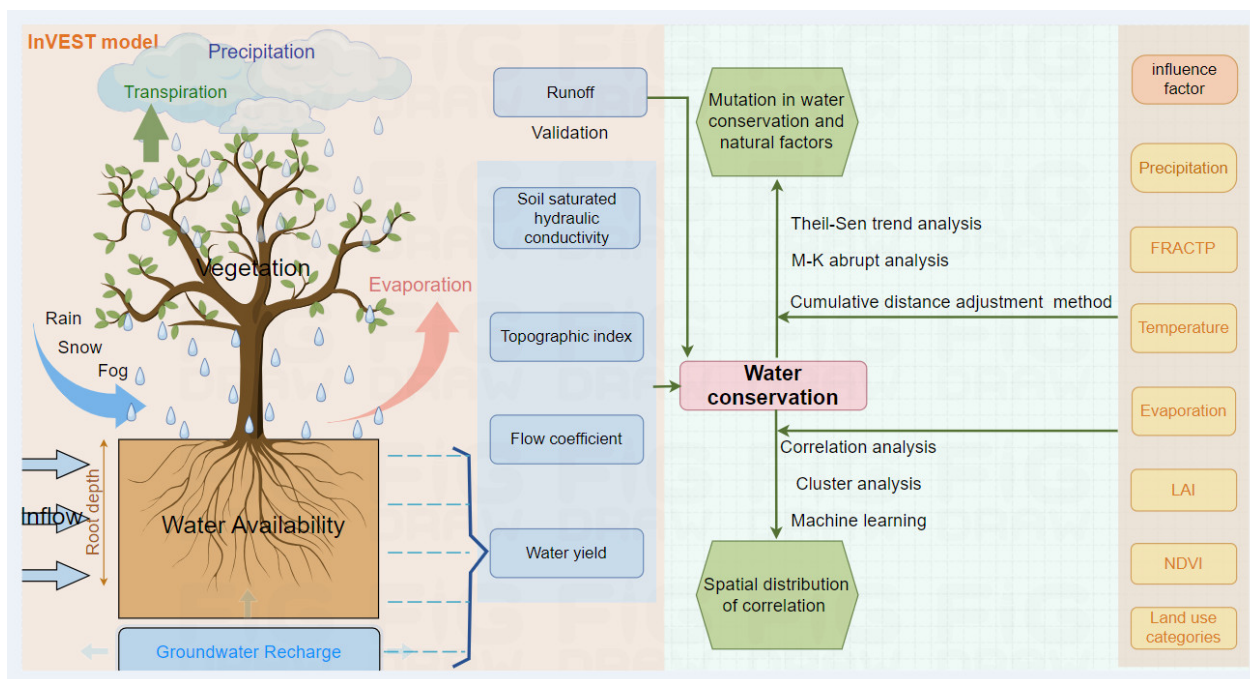 InVEST model
Precipitation
Transpiration
Vegetation
Evaporation
Rain
Snow
Fog
Inflow
Root depth
Water Availability
Groundwater Recharge
Runoff
Validation
Soil saturated
hydraulic
conductivity
Topographic index
Flow coefficient
Water yield
Mutation in water
conservation and
natural factors
Theil-Sen trend analysis
M-K abrupt analysis
Cumulative distance adjustment method
Water
conservation
Correlation analysis
Cluster analysis
Machine learning
Spatial distribution
of correlation
influence
factor
Precipitation
FRACTP
Temperature
Evaporation
LAI
NDVI
Land use
categories